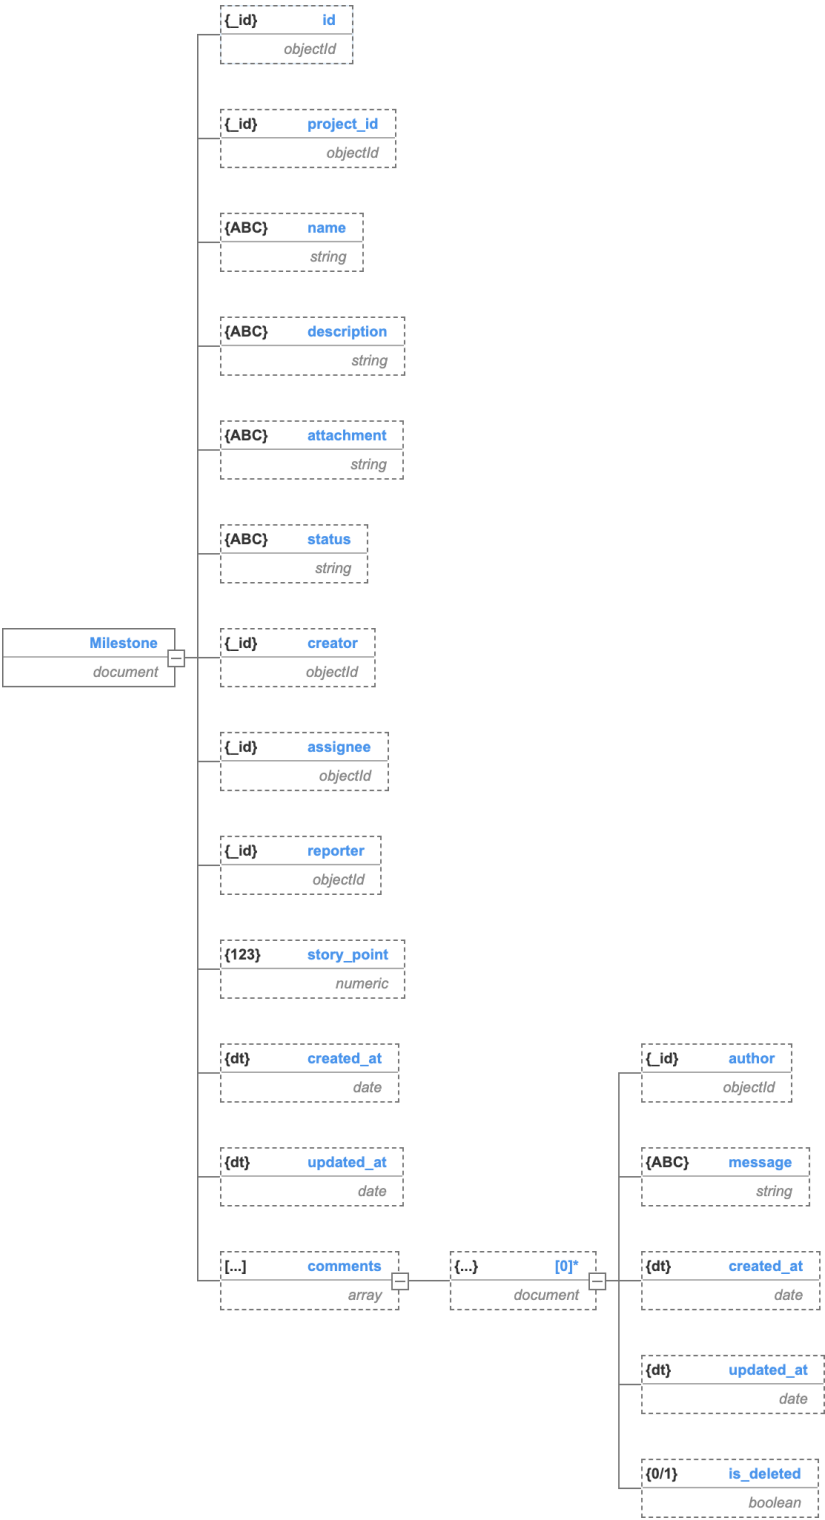 {_id} id
objectId
{_id} project_id
objectId
{ABC} name
string
{ABC} description
string
{ABC} attachment
string
{ABC} status
string
Milestone
document
{_id} creator
objectId
{_id} assignee
objectId
{_id} reporter
objectId
{123} story_point
numeric
{dt} created_at
date
{dt} updated_at
date
[...] comments
array
{...} [0]*
document
{_id} author
objectId
{ABC} message
string
{dt} created_at
date
{dt} updated_at
date
{0/1} is_deleted
boolean